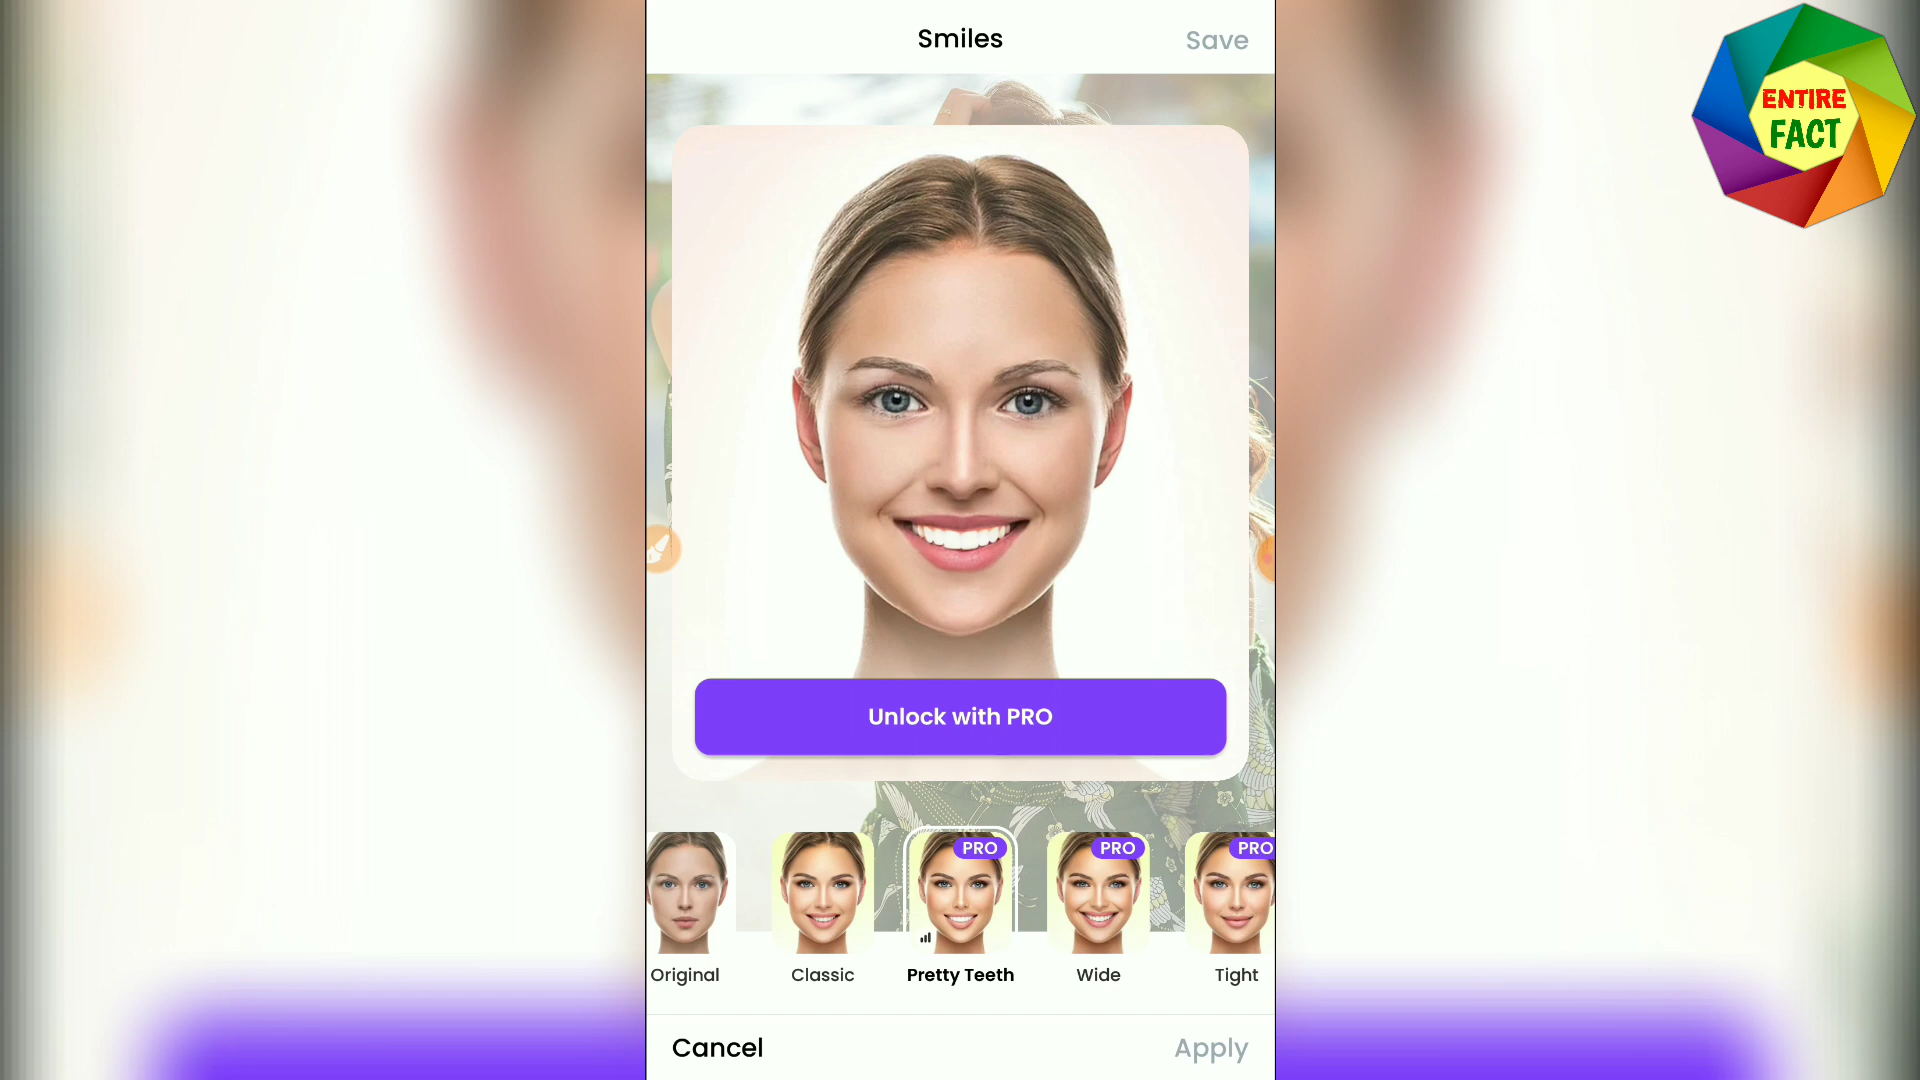 Smiles
Save
ENTIRE
FACT
Unlock with PRO
PRO
PRO
PRO
Original
Classic
Pretty Teeth
Wide
Tight
Cancel
Apply